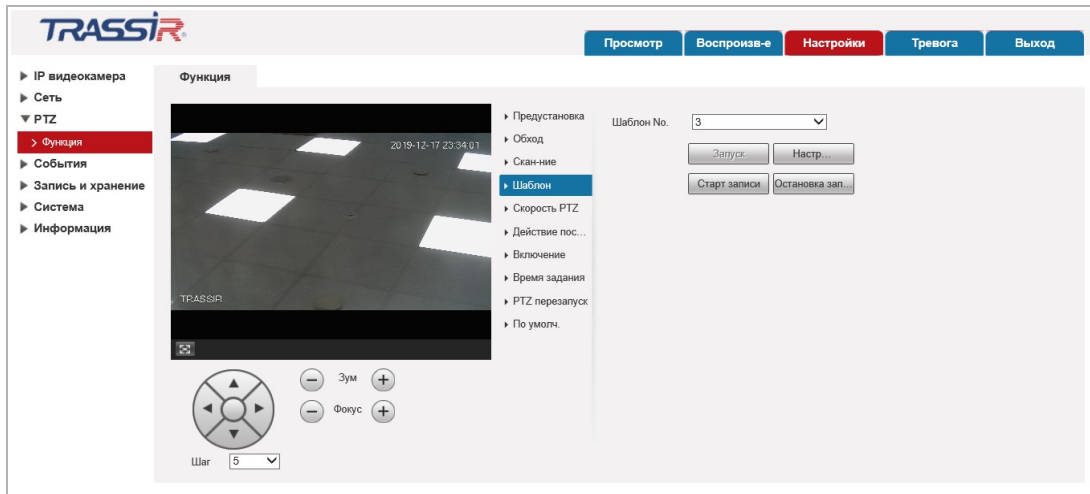 TRASSIR
Просмотр
Воспроизв-е
Настройки
Тревога
Выход
IP видеокамера
Сеть
PTZ
Функция
События
Запись и хранение
Система
Информация
Функция
2019-12-17 23:34:01
TRASSIR
Зум
Фокус
Шаг 5
Предустановка
Обход
Скан-ние
Шаблон
Скорость PTZ
Действие пос...
Включение
Время задания
PTZ перезапуск
По умолч.
Шаблон No. 3
Запуск Настр...
Старт записи Остановка зап...